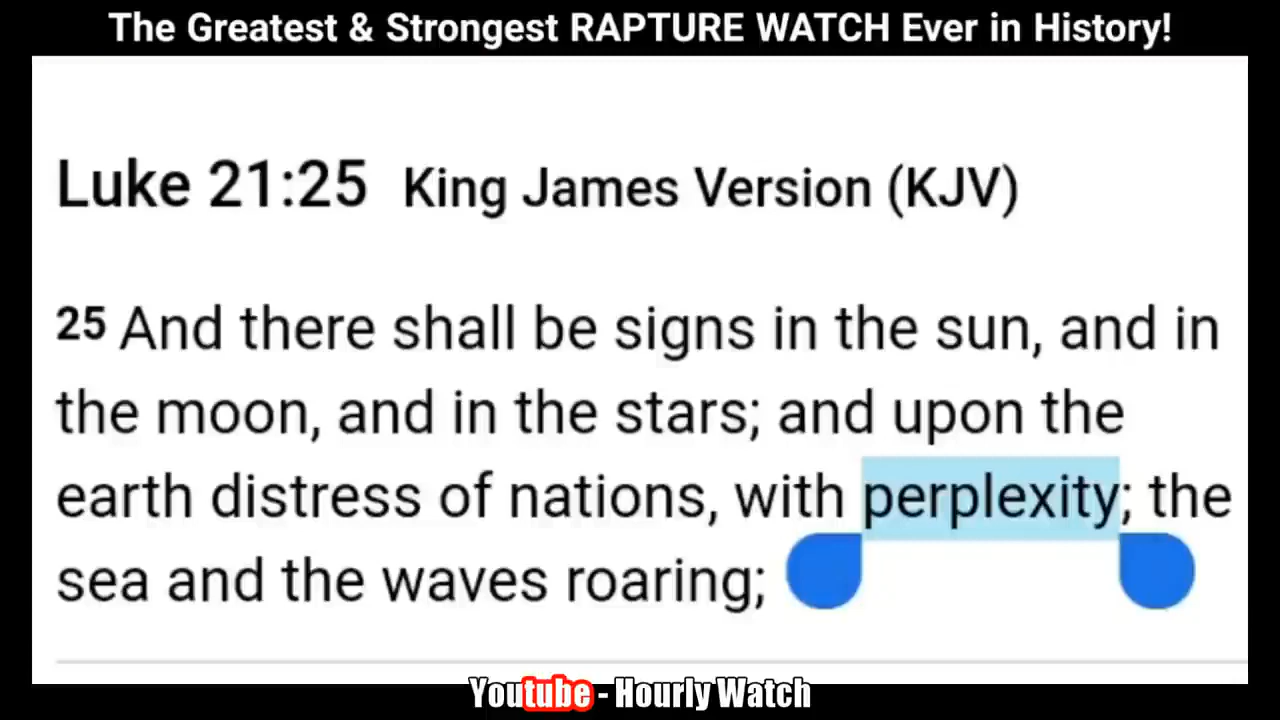 The Greatest & Strongest RAPTURE WATCH Ever in History!
Luke 21:25 King James Version (KJV)
25 And there shall be signs in the sun, and in
the moon, and in the stars; and upon the
earth distress of nations, with perplexity; the
sea and the waves roaring;
Youtube - Hourly Watch